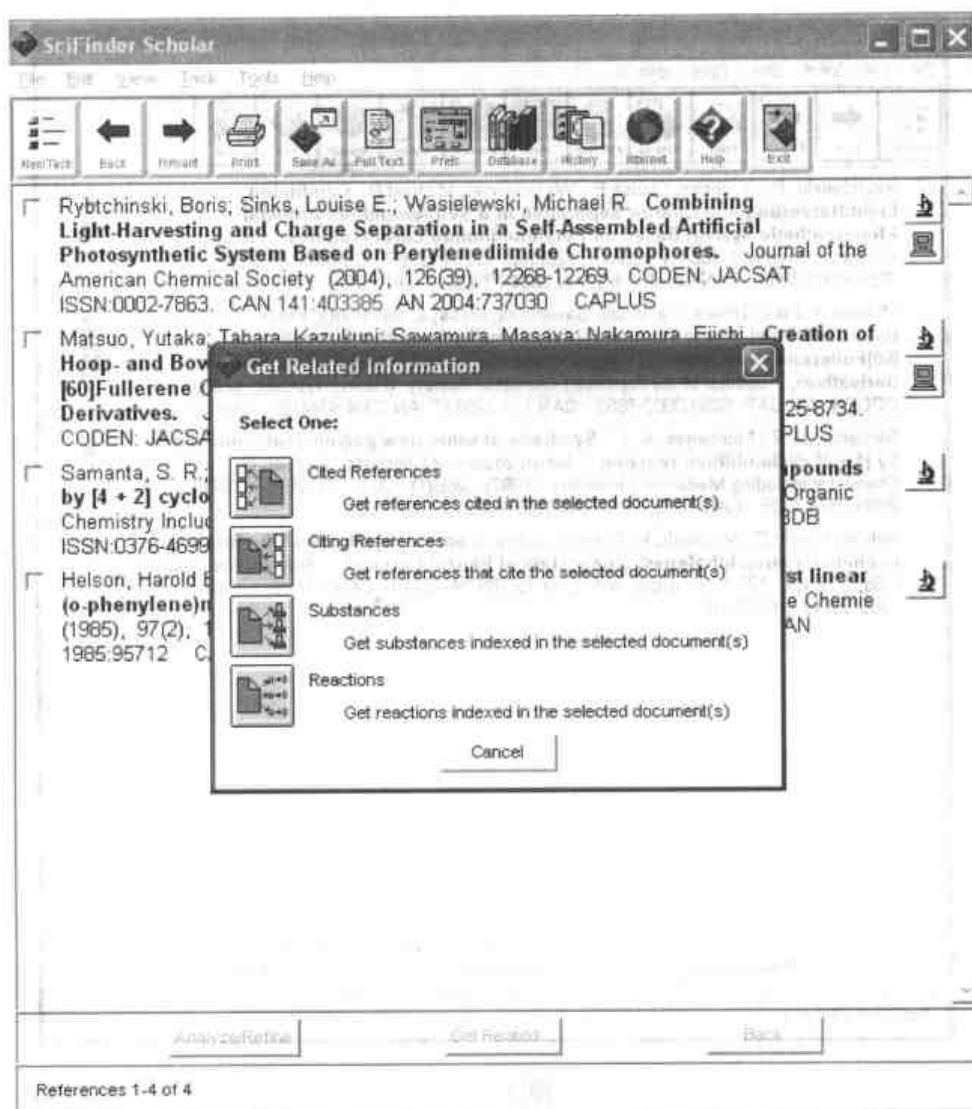 SciFinder Scholar
File Edit View Task Tools Help
New Task Back Forward Print Save As Full Text Prefs Database History Internet Help Exit
Rybtchinski, Boris; Sinks, Louise E.; Wasielewski, Michael R. Combining
Light-Harvesting and Charge Separation in a Self-Assembled Artificial
Photosynthetic System Based on Perylenediimide Chromophores. Journal of the
American Chemical Society (2004), 126(39), 12268-12269. CODEN: JACSAT
ISSN:0002-7863. CAN 141:403385 AN 2004:737030 CAPLUS
Matsuo, Yutaka; Tahara, Kazukuni; Sawamura, Masaya; Nakamura, Eiichi. Creation of
Hoop- and Bow
[60]Fullerene
Derivatives. 25-8734.
CODEN: JACSA PLUS
Samanta, S. R., pounds
by [4 + 2] cyclo Organic
Chemistry Includ 3DB
ISSN:0376-4699
Helson, Harold E st linear
(o-phenylene)n e Chemie
(1985), 97(2), 1 AN
1985:95712 C
Get Related Information
Select One:
Cited References
Get references cited in the selected document(s)
Citing References
Get references that cite the selected document(s)
Substances
Get substances indexed in the selected document(s)
Reactions
Get reactions indexed in the selected document(s)
Cancel
Analyze/Refine Get Related... Back
References 1-4 of 4